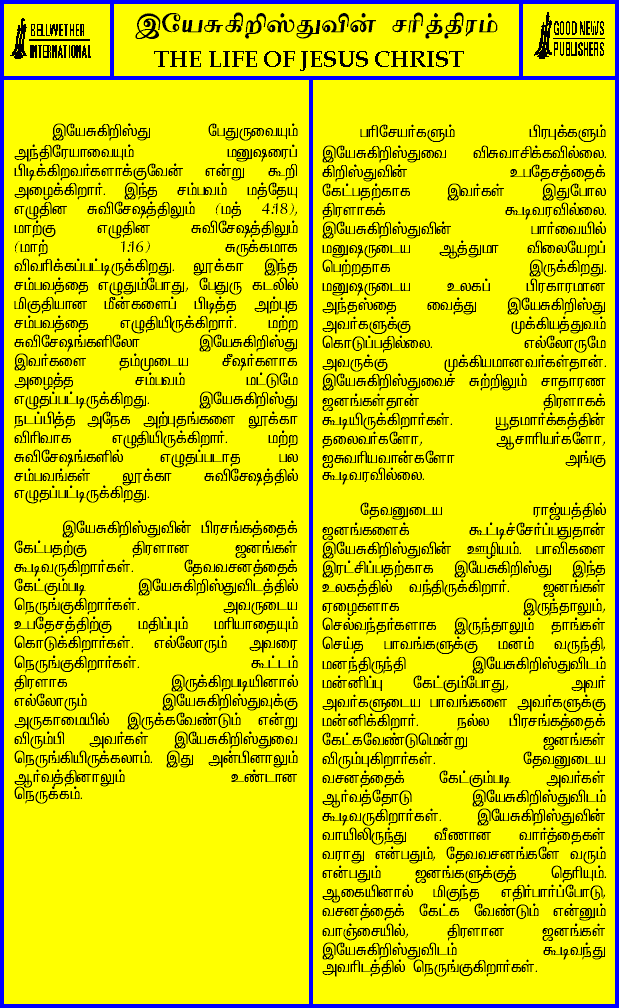 BELLWETHER
INTERNATIONAL
இயேசுகிறிஸ்துவின் சரித்திரம்
THE LIFE OF JESUS CHRIST
GOOD NEWS
PUBLISHERS
இயேசுகிறிஸ்து பேதுருவையும்
அந்திரேயாவையும் மனுஷரைப்
பிடிக்கிறவர்களாக்குவேன் என்று கூறி
அழைக்கிறார். இந்த சம்பவம் மத்தேயு
எழுதின சுவிசேஷத்திலும் (மத் 4:18),
மாற்கு எழுதின சுவிசேஷத்திலும்
(மாற் 1:16) சுருக்கமாக
விவரிக்கப்பட்டிருக்கிறது. லூக்கா இந்த
சம்பவத்தை எழுதும்போது, பேதுரு கடலில்
மிகுதியான மீன்களைப் பிடித்த அற்புத
சம்பவத்தை எழுதியிருக்கிறார். மற்ற
சுவிசேஷங்களிலோ இயேசுகிறிஸ்து
இவர்களை தம்முடைய சீஷர்களாக
அழைத்த சம்பவம் மட்டுமே
எழுதப்பட்டிருக்கிறது. இயேசுகிறிஸ்து
நடப்பித்த அநேக அற்புதங்களை லூக்கா
விரிவாக எழுதியிருக்கிறார். மற்ற
சுவிசேஷங்களில் எழுதப்படாத பல
சம்பவங்கள் லூக்கா சுவிசேஷத்தில்
எழுதப்பட்டிருக்கிறது.
இயேசுகிறிஸ்துவின் பிரசங்கத்தைக்
கேட்பதற்கு திரளான ஜனங்கள்
கூடிவருகிறார்கள். தேவவசனத்தைக்
கேட்கும்படி இயேசுகிறிஸ்துவிடத்தில்
நெருங்குகிறார்கள். அவருடைய
உபதேசத்திற்கு மதிப்பும் மரியாதையும்
கொடுக்கிறார்கள். எல்லோரும் அவரை
நெருங்குகிறார்கள். கூட்டம்
திரளாக இருக்கிறபடியினால்
எல்லோரும் இயேசுகிறிஸ்துவுக்கு
அருகாமையில் இருக்கவேண்டும் என்று
விரும்பி அவர்கள் இயேசுகிறிஸ்துவை
நெருங்கியிருக்கலாம். இது அன்பினாலும்
ஆர்வத்தினாலும் உண்டான
நெருக்கம்.
பரிசேயர்களும் பிரபுக்களும்
இயேசுகிறிஸ்துவை விசுவாசிக்கவில்லை.
கிறிஸ்துவின் உபதேசத்தைக்
கேட்பதற்காக இவர்கள் இதுபோல
திரளாகக் கூடிவரவில்லை.
இயேசுகிறிஸ்துவின் பார்வையில்
மனுஷருடைய ஆத்துமா விலையேறப்
பெற்றதாக இருக்கிறது.
மனுஷருடைய உலகப் பிரகாரமான
அந்தஸ்தை வைத்து இயேசுகிறிஸ்து
அவர்களுக்கு முக்கியத்துவம்
கொடுப்பதில்லை. எல்லோருமே
அவருக்கு முக்கியமானவர்கள்தான்.
இயேசுகிறிஸ்துவைச் சுற்றிலும் சாதாரண
ஜனங்கள்தான் திரளாகக்
கூடியிருக்கிறார்கள். யூதமார்க்கத்தின்
தலைவர்களோ, ஆசாரியர்களோ,
ஐசுவரியவான்களோ அங்கு
கூடிவரவில்லை.
தேவனுடைய ராஜ்யத்தில்
ஜனங்களைக் கூட்டிச்சேர்ப்பதுதான்
இயேசுகிறிஸ்துவின் ஊழியம். பாவிகளை
இரட்சிப்பதற்காக இயேசுகிறிஸ்து இந்த
உலகத்தில் வந்திருக்கிறார். ஜனங்கள்
ஏழைகளாக இருந்தாலும்,
செல்வந்தர்களாக இருந்தாலும் தாங்கள்
செய்த பாவங்களுக்கு மனம் வருந்தி,
மனந்திருந்தி இயேசுகிறிஸ்துவிடம்
மன்னிப்பு கேட்கும்போது, அவர்
அவர்களுடைய பாவங்களை அவர்களுக்கு
மன்னிக்கிறார். நல்ல பிரசங்கத்தைக்
கேட்கவேண்டுமென்று ஜனங்கள்
விரும்புகிறார்கள். தேவனுடைய
வசனத்தைக் கேட்கும்படி அவர்கள்
ஆர்வத்தோடு இயேசுகிறிஸ்துவிடம்
கூடிவருகிறார்கள். இயேசுகிறிஸ்துவின்
வாயிலிருந்து வீணான வார்த்தைகள்
வராது என்பதும், தேவவசனங்களே வரும்
என்பதும் ஜனங்களுக்குத் தெரியும்.
ஆகையினால் மிகுந்த எதிர்பார்ப்போடு,
வசனத்தைக் கேட்க வேண்டும் என்னும்
வாஞ்சையில், திரளான ஜனங்கள்
இயேசுகிறிஸ்துவிடம் கூடிவந்து
அவரிடத்தில் நெருங்குகிறார்கள்.